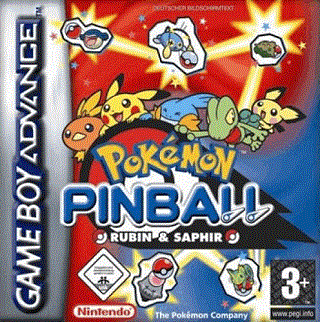 DEUTSCHER BILDSCHIRMTEXT
GAME BOY ADVANCE
POKéMON
PINBALL
RUBIN & SAPHIR
Nintendo
The Pokémon Company
3+
www.pegi.info